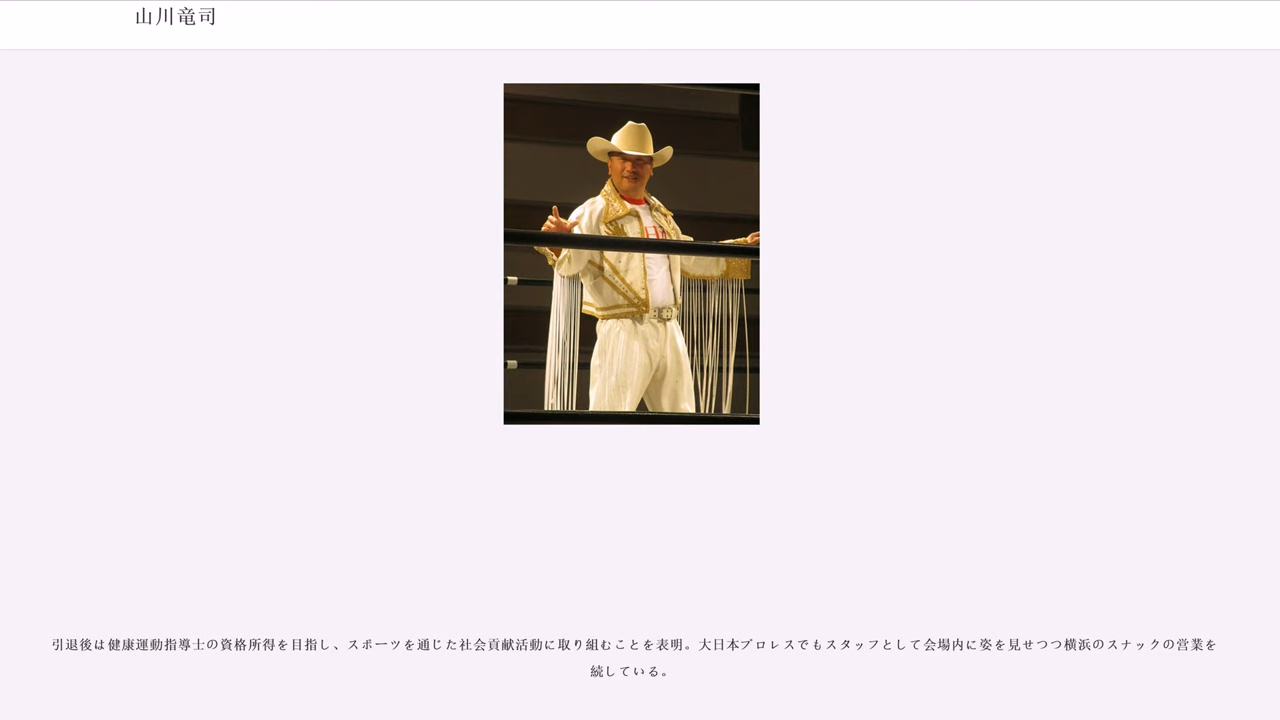 山川竜司
引退後は健康運動指導士の資格所得を目指し、スポーツを通じた社会貢献活動に取り組むことを表明。大日本プロレスでもスタッフとして会場内に姿を見せつつ横浜のスナックの営業を
続している。